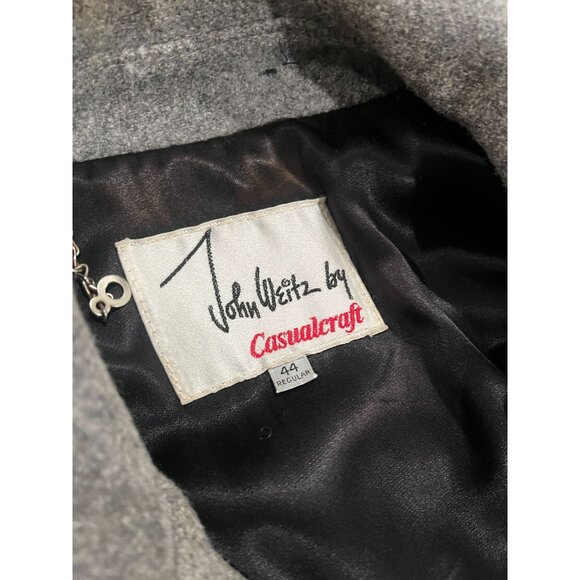 John Weitz by
Casualcraft
44
REGULAR